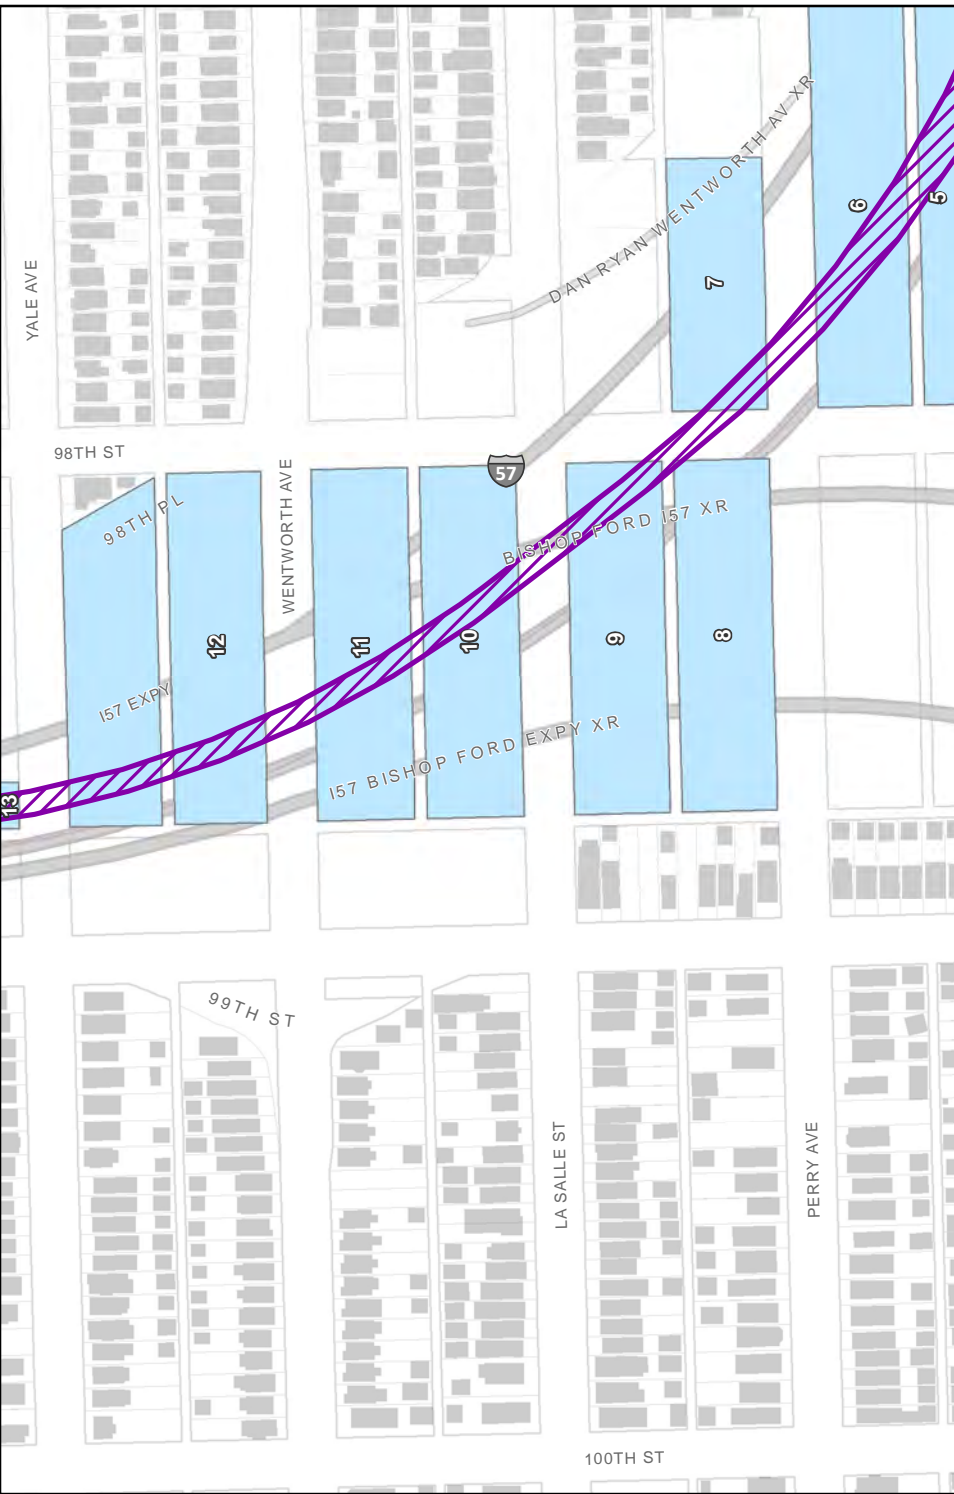 DAN RYAN WENTWORTH AV XR
6
5
7
YALE AVE
98TH ST
57
WENTWORTH AVE
98TH PL
BISHOP FORD I57 XR
12
11
10
9
8
I57 EXPY
I57 BISHOP FORD EXPY XR
13
99TH ST
LA SALLE ST
PERRY AVE
100TH ST